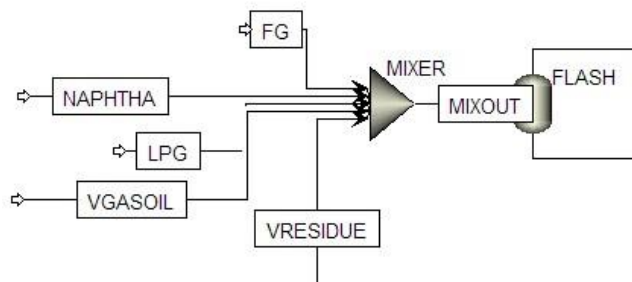 FG
MIXER
FLASH
NAPHTHA
MIXOUT
LPG
VGASOIL
VRESIDUE